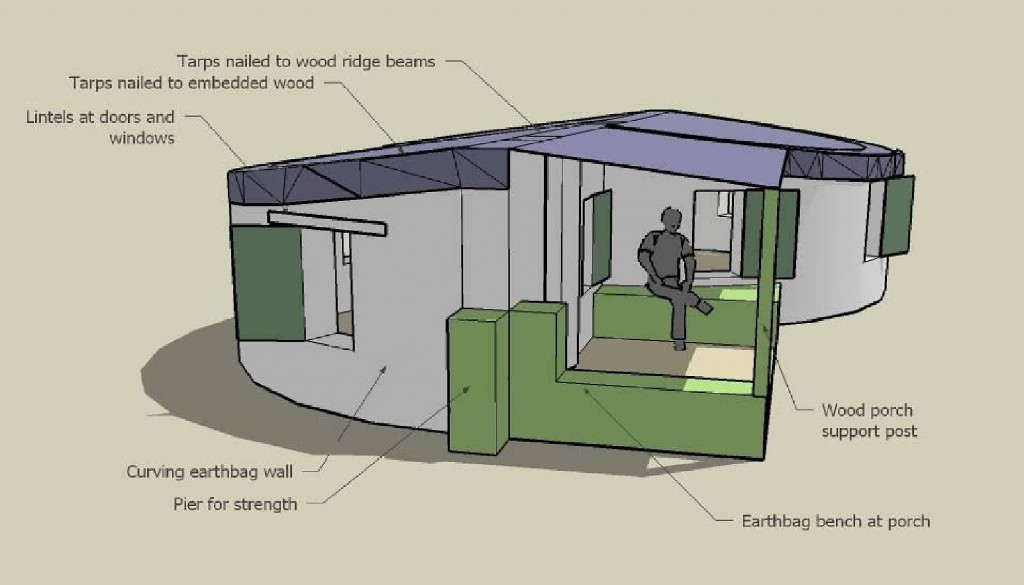 Tarps nailed to wood ridge beams
Tarps nailed to embedded wood
Lintels at doors and
windows
Wood porch
support post
Curving earthbag wall
Pier for strength
Earthbag bench at porch